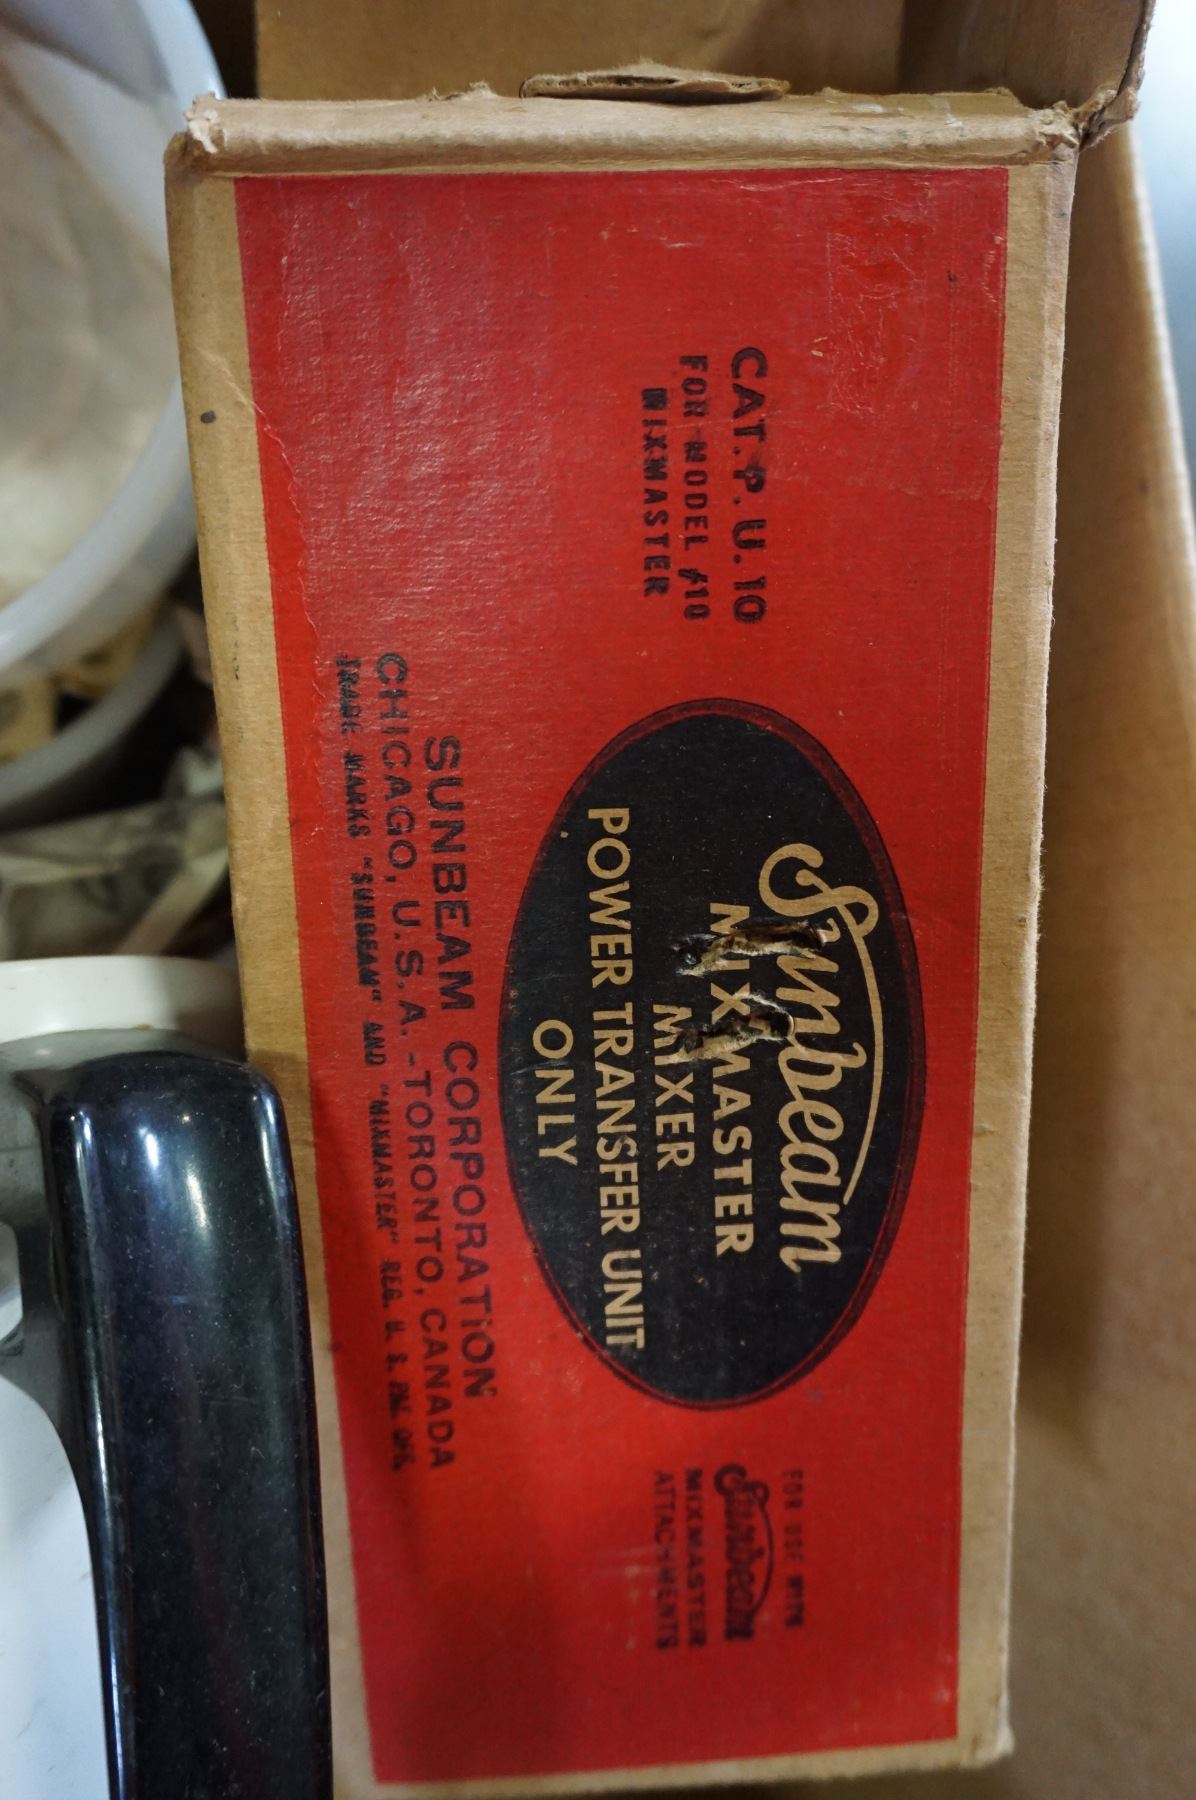 CAT. P. U. 10
FOR MODEL #10
MIXMASTER
Sunbeam
MIXMASTER
MIXER
POWER TRANSFER UNIT
ONLY
FOR USE WITH
Sunbeam
MIXMASTER
ATTACHMENTS
SUNBEAM CORPORATION
CHICAGO, U.S.A. - TORONTO, CANADA
TRADE MARKS "SUNBEAM" AND "MIXMASTER" REG. U. S. PAT. OFF.